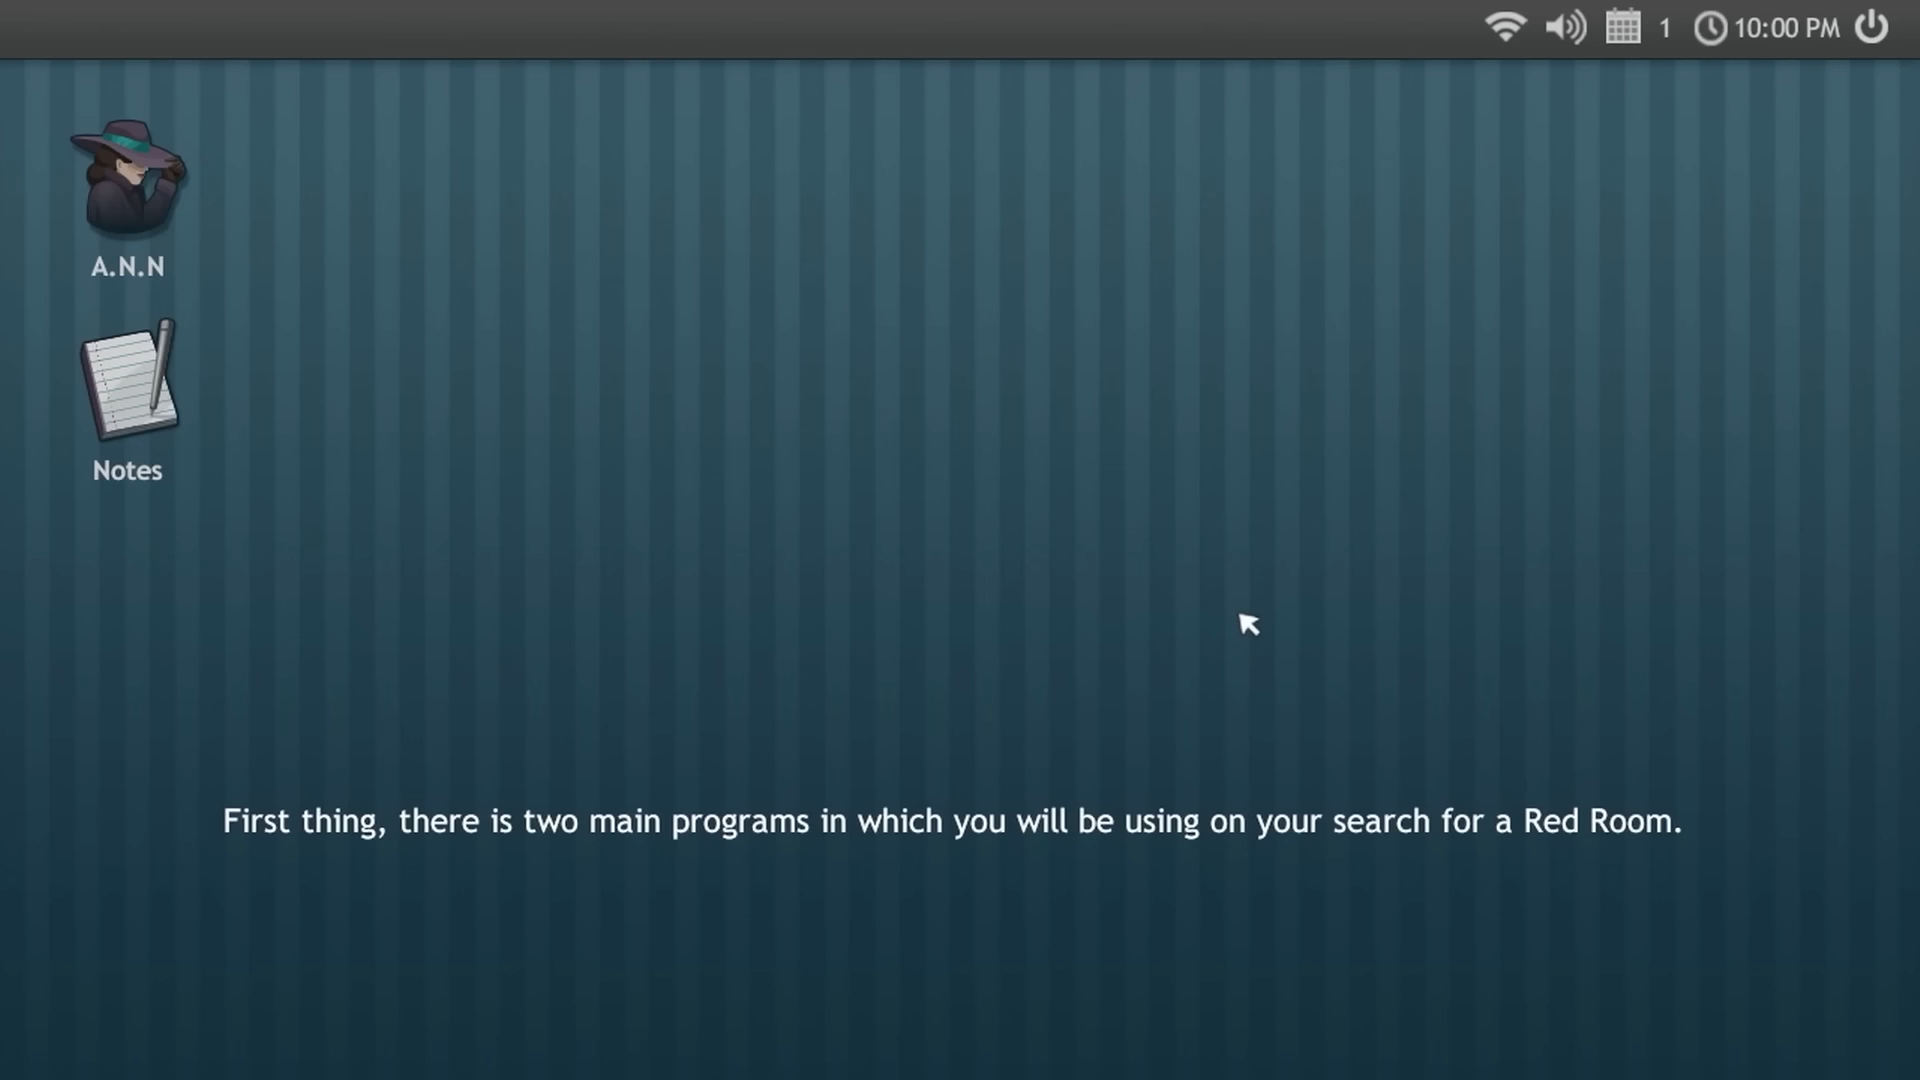 1 10:00 PM
A.N.N
Notes
First thing, there is two main programs in which you will be using on your search for a Red Room.